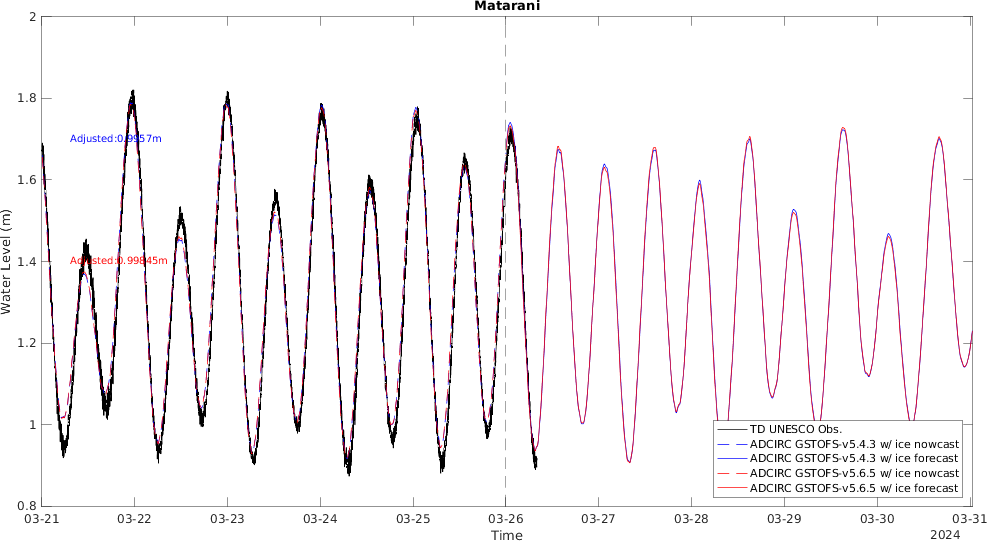 Matarani
Water Level (m)
2
1.8
1.6
1.4
1.2
1
0.8
Adjusted:0.9957m
Adjusted:0.99845m
TD UNESCO Obs.
ADCIRC GSTOFS-v5.4.3 w/ ice nowcast
ADCIRC GSTOFS-v5.4.3 w/ ice forecast
ADCIRC GSTOFS-v5.6.5 w/ ice nowcast
ADCIRC GSTOFS-v5.6.5 w/ ice forecast
03-21 03-22 03-23 03-24 03-25 03-26 03-27 03-28 03-29 03-30 03-31
Time
2024